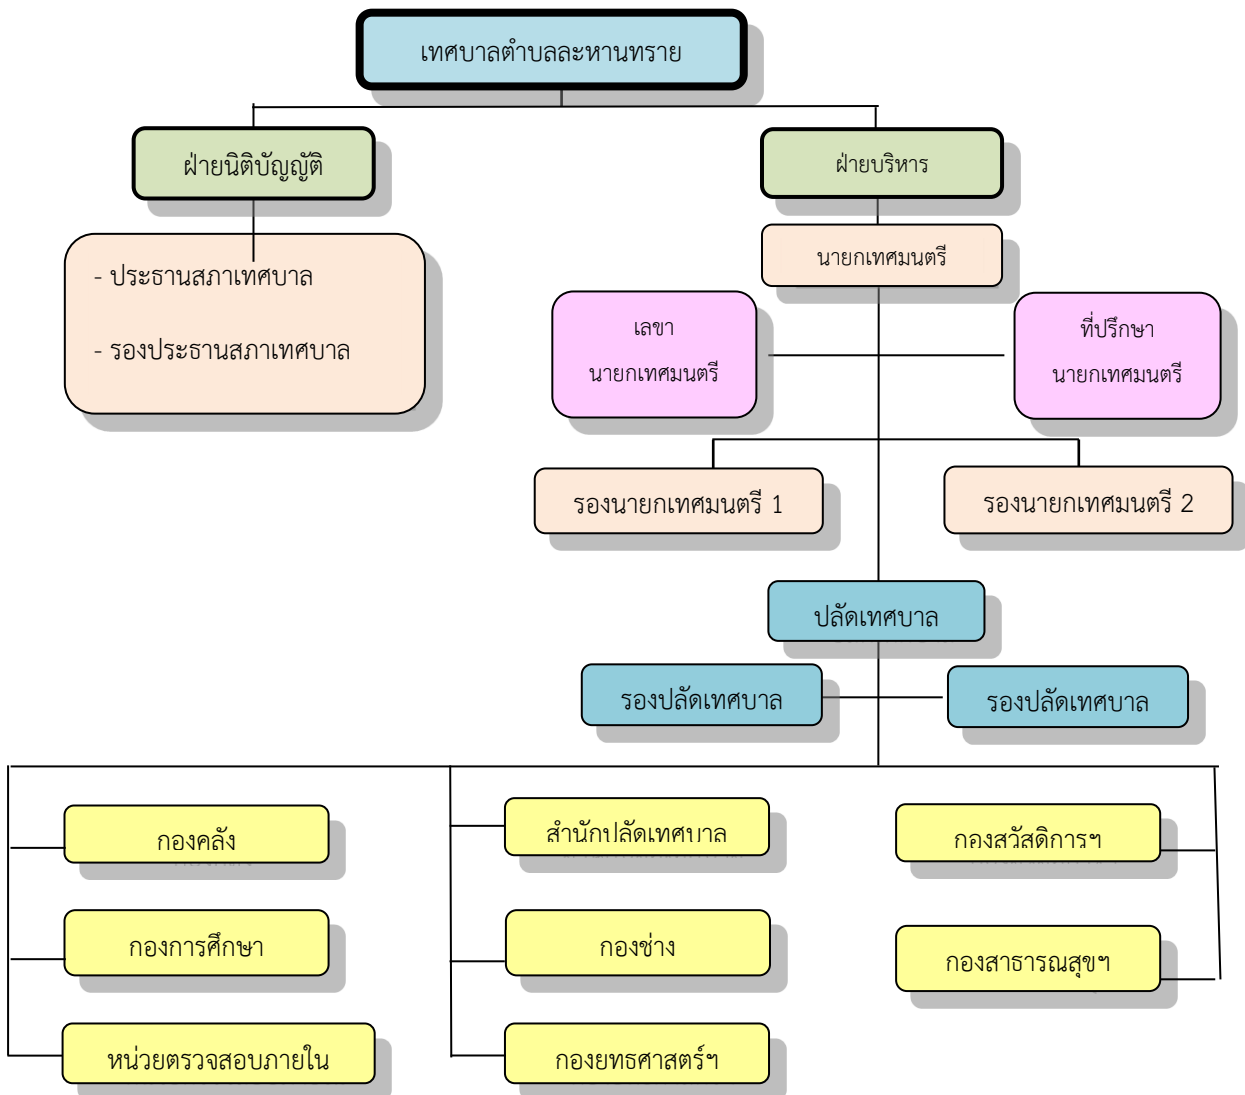 เทศบาลตำบลละหานทราย
ฝ่ายนิติบัญญัติ
ฝ่ายบริหาร
- ประธานสภาเทศบาล
- รองประธานสภาเทศบาล
นายกเทศมนตรี
เลขา
นายกเทศมนตรี
ที่ปรึกษา
นายกเทศมนตรี
รองนายกเทศมนตรี 1
รองนายกเทศมนตรี 2
ปลัดเทศบาล
รองปลัดเทศบาล
รองปลัดเทศบาล
กองคลัง
สำนักปลัดเทศบาล
กองสวัสดิการฯ
กองการศึกษา
กองช่าง
กองสาธารณสุขฯ
หน่วยตรวจสอบภายใน
กองยทธศาสตร์ฯ